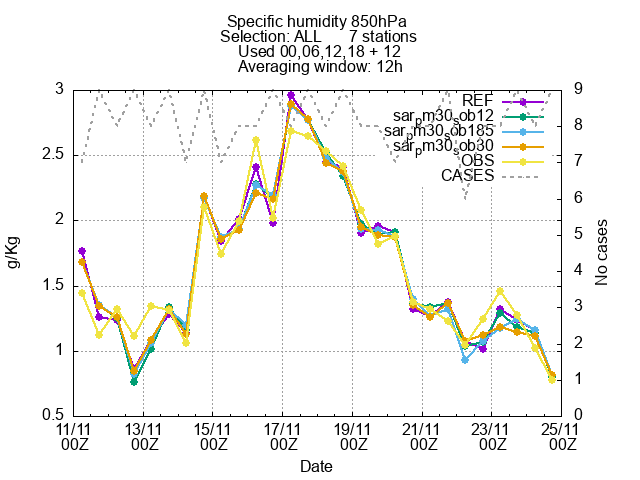 Specific humidity 850hPa
Selection: ALL 7 stations
Used 00,06,12,18 + 12
Averaging window: 12h
REF
sarpm30sob12
sarpm30sob185
sarpm30sob30
OBS
CASES
3
2.5
2
1.5
1
0.5
g/Kg
9
8
7
6
5
4
3
2
1
0
No cases
11/11 13/11 15/11 17/11 19/11 21/11 23/11 25/11
00Z 00Z 00Z 00Z 00Z 00Z 00Z 00Z
Date